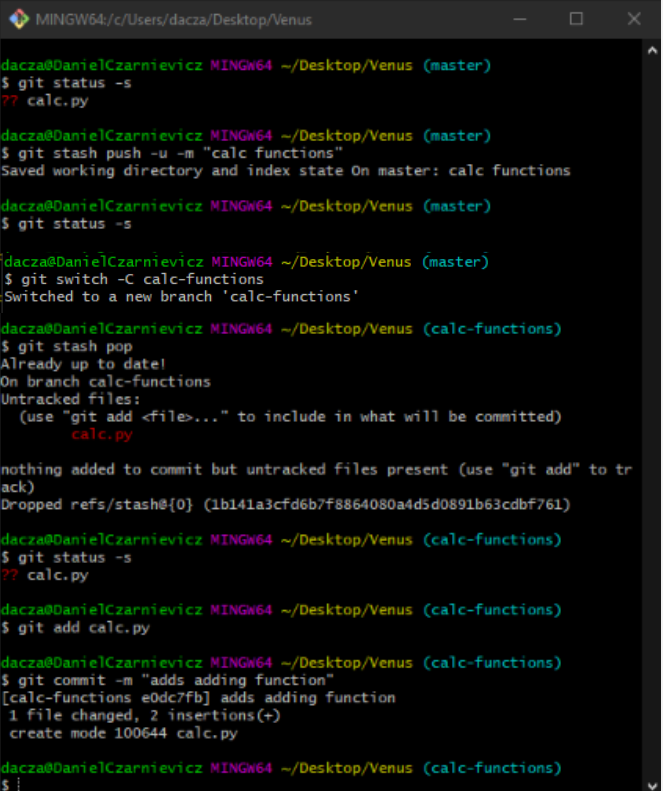 MINGW64:/c/Users/dacza/Desktop/Venus
dacza@DanielCzarnievicz MINGW64 ~/Desktop/Venus (master)
$ git status -s
?? calc.py
dacza@DanielCzarnievicz MINGW64 ~/Desktop/Venus (master)
$ git stash push -u -m "calc functions"
Saved working directory and index state On master: calc functions
dacza@DanielCzarnievicz MINGW64 ~/Desktop/Venus (master)
$ git status -s
dacza@DanielCzarnievicz MINGW64 ~/Desktop/Venus (master)
$ git switch -C calc-functions
Switched to a new branch 'calc-functions'
dacza@DanielCzarnievicz MINGW64 ~/Desktop/Venus (calc-functions)
$ git stash pop
Already up to date!
On branch calc-functions
Untracked files:
  (use "git add <file>..." to include in what will be committed)
        calc.py
nothing added to commit but untracked files present (use "git add" to tr
ack)
Dropped refs/stash@{0} (1b141a3cfd6b7f8864080a4d5d0891b63cdbf761)
dacza@DanielCzarnievicz MINGW64 ~/Desktop/Venus (calc-functions)
$ git status -s
?? calc.py
dacza@DanielCzarnievicz MINGW64 ~/Desktop/Venus (calc-functions)
$ git add calc.py
dacza@DanielCzarnievicz MINGW64 ~/Desktop/Venus (calc-functions)
$ git commit -m "adds adding function"
[calc-functions e0dc7fb] adds adding function
 1 file changed, 2 insertions(+)
 create mode 100644 calc.py
dacza@DanielCzarnievicz MINGW64 ~/Desktop/Venus (calc-functions)
$